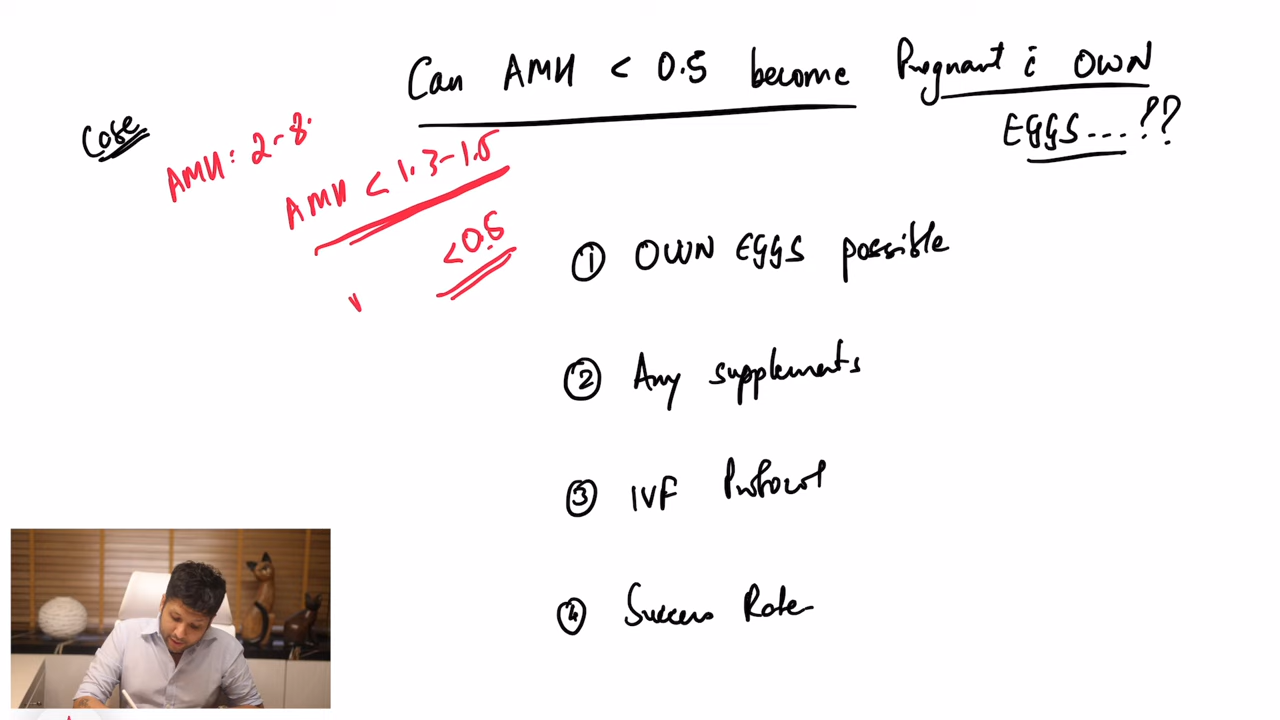 Can AMH < 0.5 become Pregnant c̄ OWN
EGGS...??
Case
AMH: 2-8.
AMH < 1.3-1.5
<0.5
① OWN EGGS possible
② Any supplements
③ IVF Protocol
④ Success Rate